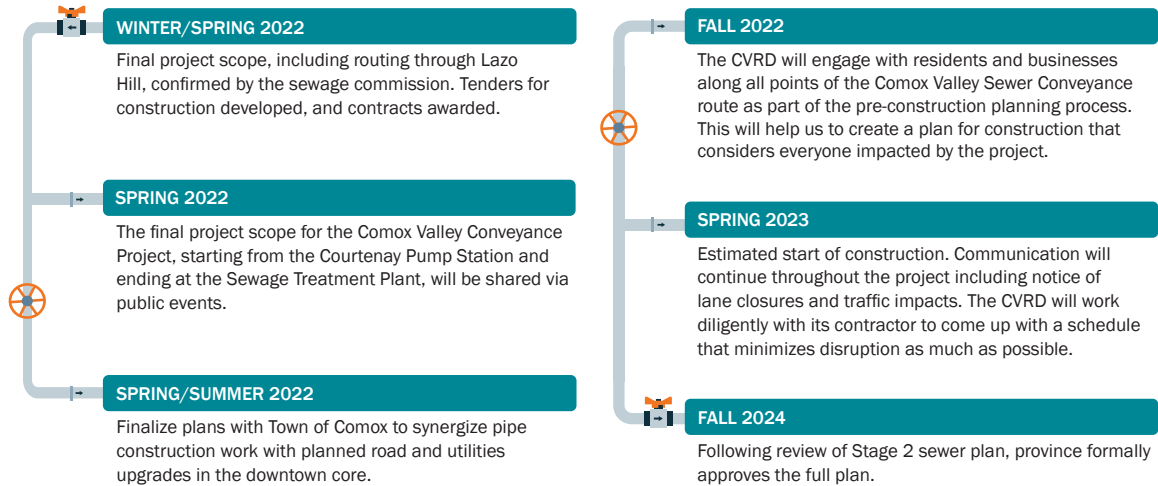 WINTER/SPRING 2022
Final project scope, including routing through Lazo
Hill, confirmed by the sewage commission. Tenders for
construction developed, and contracts awarded.
SPRING 2022
The final project scope for the Comox Valley Conveyance
Project, starting from the Courtenay Pump Station and
ending at the Sewage Treatment Plant, will be shared via
public events.
SPRING/SUMMER 2022
Finalize plans with Town of Comox to synergize pipe
construction work with planned road and utilities
upgrades in the downtown core.
FALL 2022
The CVRD will engage with residents and businesses
along all points of the Comox Valley Sewer Conveyance
route as part of the pre-construction planning process.
This will help us to create a plan for construction that
considers everyone impacted by the project.
SPRING 2023
Estimated start of construction. Communication will
continue throughout the project including notice of
lane closures and traffic impacts. The CVRD will work
diligently with its contractor to come up with a schedule
that minimizes disruption as much as possible.
FALL 2024
Following review of Stage 2 sewer plan, province formally
approves the full plan.